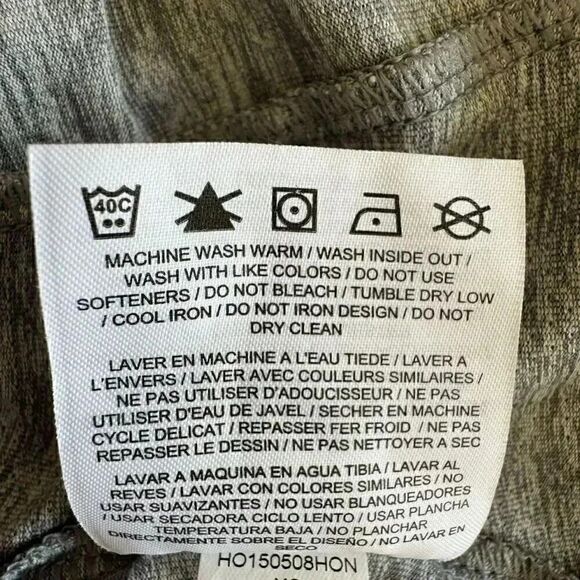 40C
MACHINE WASH WARM / WASH INSIDE OUT /
WASH WITH LIKE COLORS / DO NOT USE
SOFTENERS / DO NOT BLEACH / TUMBLE DRY LOW
/ COOL IRON / DO NOT IRON DESIGN / DO NOT
DRY CLEAN
LAVER EN MACHINE A L'EAU TIEDE / LAVER A
L'ENVERS / LAVER AVEC COULEURS SIMILAIRES /
NE PAS UTILISER D'ADOUCISSEUR / NE PAS
UTILISER D'EAU DE JAVEL / SECHER EN MACHINE
CYCLE DELICAT / REPASSER FER FROID / NE PAS
REPASSER LE DESSIN / NE PAS NETTOYER A SEC
LAVAR A MAQUINA EN AGUA TIBIA / LAVAR AL
REVES / LAVAR CON COLORES SIMILARES / NO
USAR SUAVIZANTES / NO USAR BLANQUEADORES
/ USAR SECADORA CICLO LENTO / USAR PLANCHA
TEMPERATURA BAJA / NO PLANCHAR
DIRECTAMENTE SOBRE EL DISEÑO / NO LAVAR EN
SECO
HO150508HON